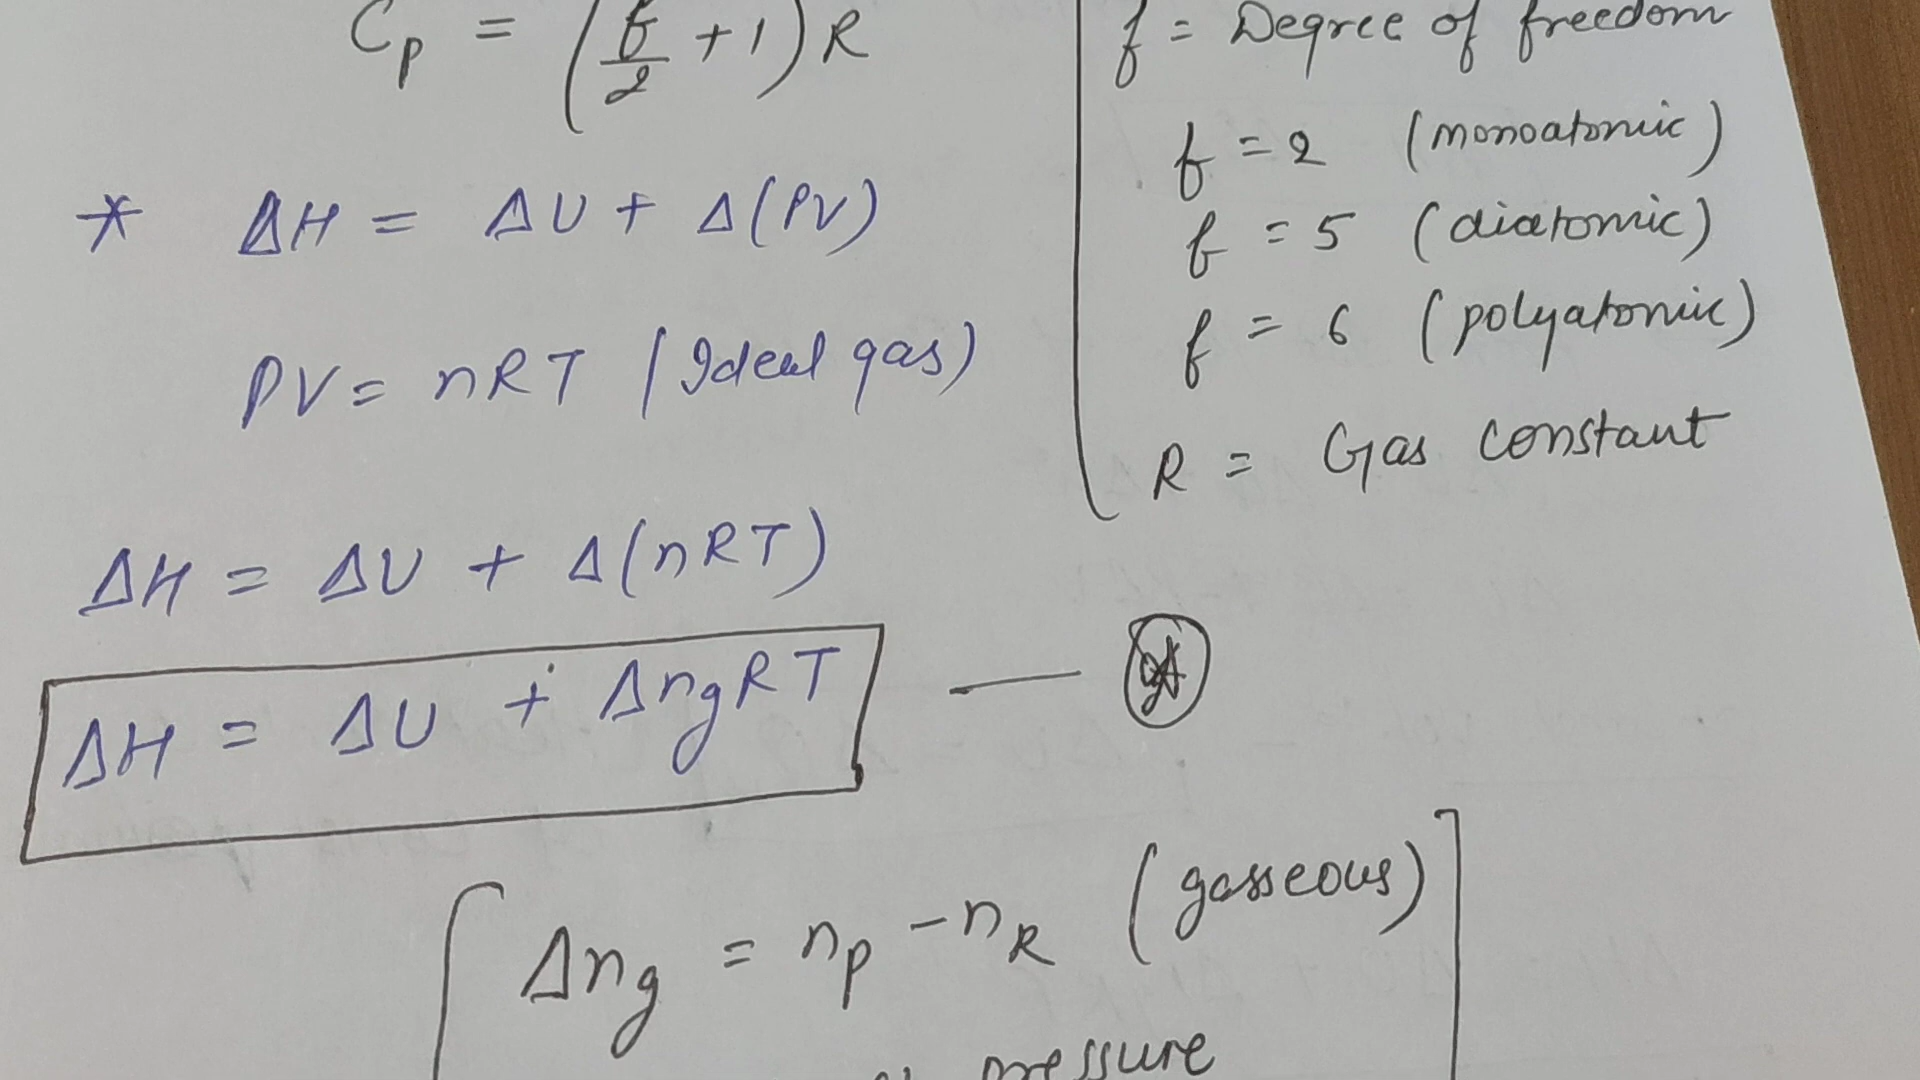 Cp = (f/2 + 1) R
f = Degree of freedom
f = 2 (monoatomic)
f = 5 (diatomic)
f = 6 (polyatomic)
R = Gas constant
* ΔH = ΔU + Δ(PV)
PV = nRT (Ideal gas)
ΔH = ΔU + Δ(nRT)
ΔH = ΔU + ΔngRT —
Δng = nP - nR (gasseous)
pressure